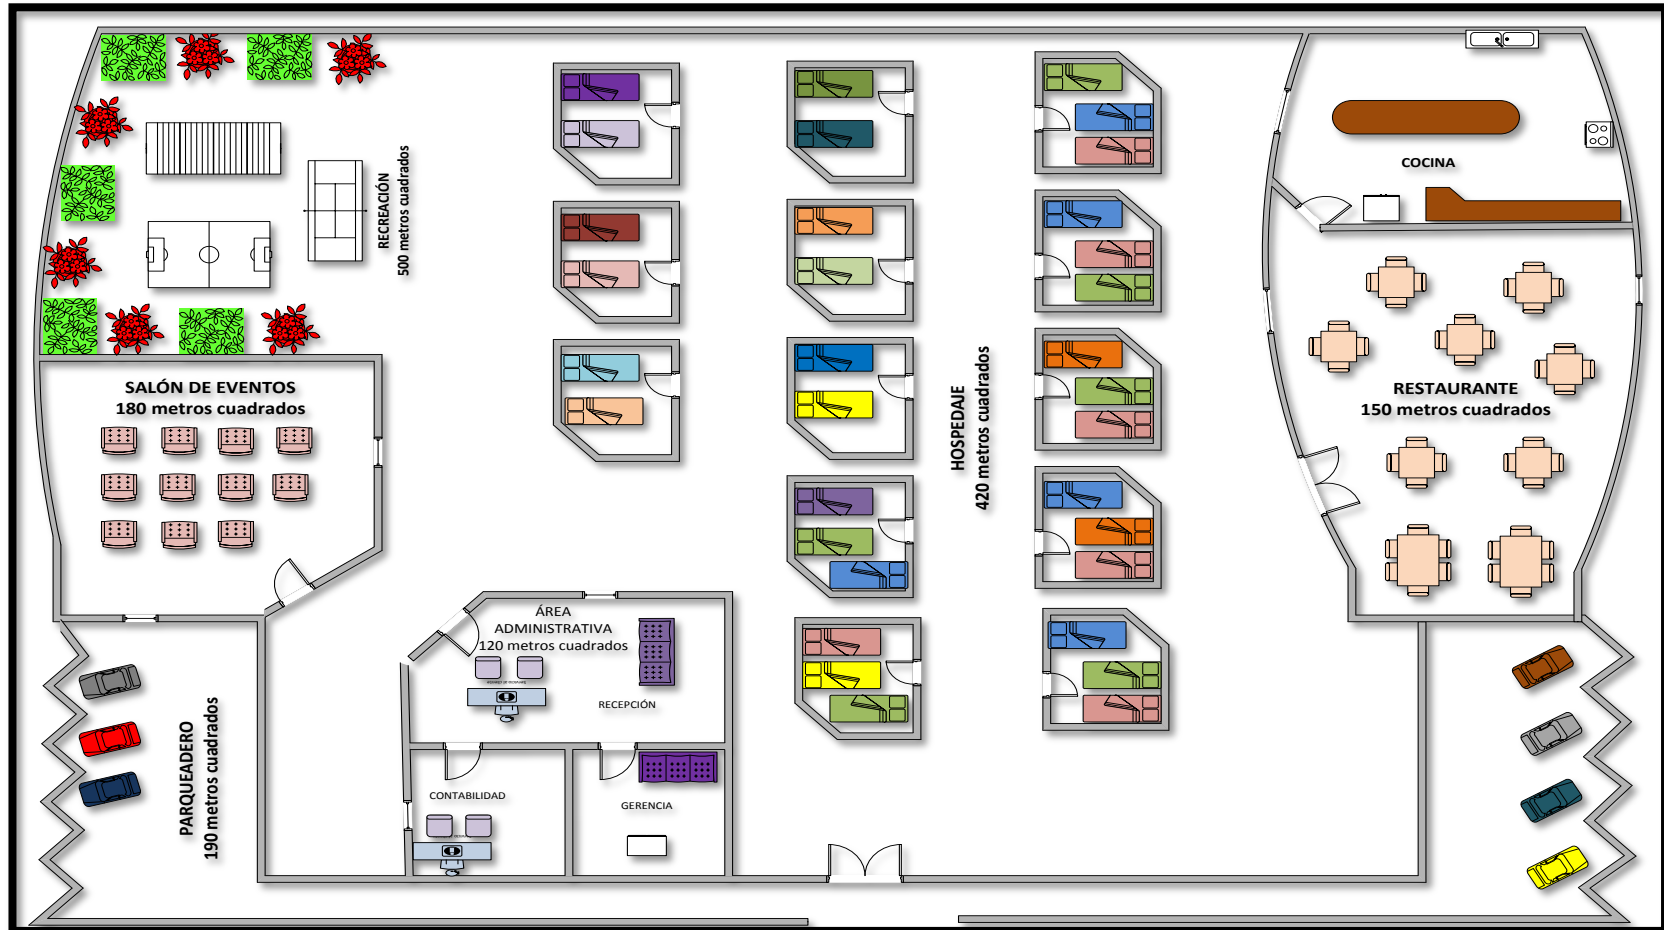 RECREACIÓN
500 metros cuadrados
COCINA
SALÓN DE EVENTOS
180 metros cuadrados
HOSPEDAJE
420 metros cuadrados
RESTAURANTE
150 metros cuadrados
ÁREA
ADMINISTRATIVA
120 metros cuadrados
RECEPCIÓN
PARQUEADERO
190 metros cuadrados
CONTABILIDAD
GERENCIA